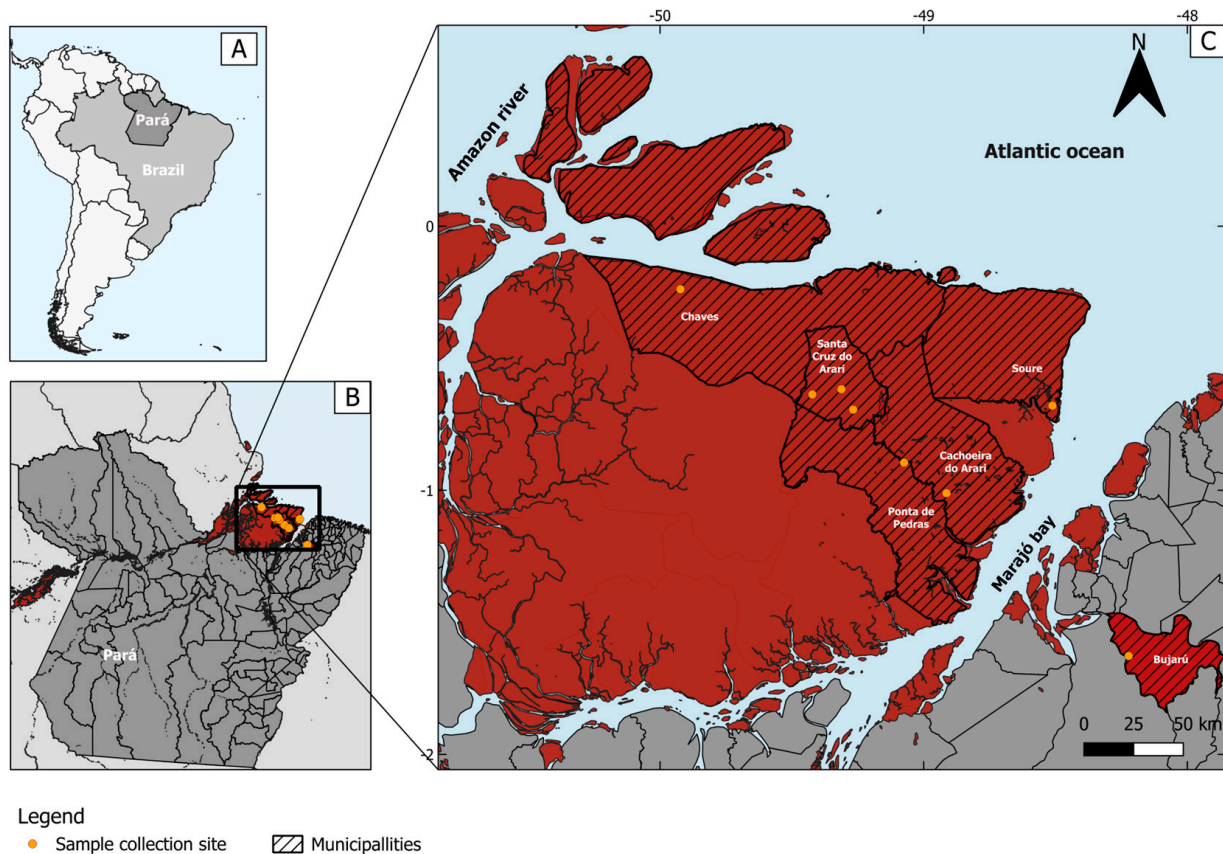 A
Pará
Brazil
B
Pará
-50
-49
-48
C
N
Amazon river
Atlantic ocean
0
Chaves
Santa
Cruz do
Arari
Soure
Cachoeira
do Arari
-1
Ponta de
Pedras
Marajó bay
Bujarú
0 25 50 km
-2
Legend
Sample collection site
Municipallities